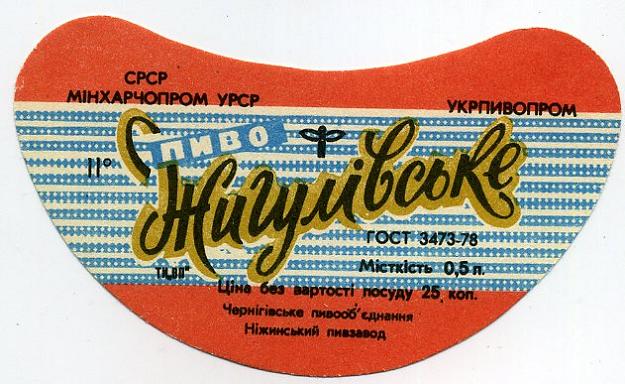 СРСР
МІНХАРЧОПРОМ УРСР
УКРПИВОПРОМ
ПИВО
11°
Жигулівське
ГОСТ 3473-78
Місткість 0,5 л.
Ціна без вартості посуду 25 коп.
Чернігівське пивооб'єднання
Ніжинський пивзавод